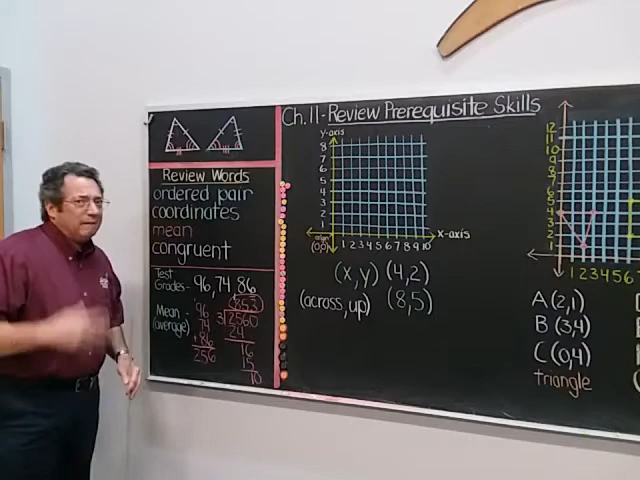 Ch. 11 - Review Prerequisite Skills
Review Words
ordered pair
coordinates
mean
congruent
Test
Grades - 96, 74, 86
Mean -
(average)
96
74
+ 86
256
85.3
3)256.0
24
16
15
10
y-axis
8
7
6
5
4
3
2
1
origin
(0,0)
1 2 3 4 5 6 7 8 9 10
x-axis
(x, y) (4,2)
(across, up) (8,5)
12
11
10
9
8
7
6
5
4
3
2
1
1 2 3 4 5 6
A (2,1)
B (3,4)
C (0,4)
triangle